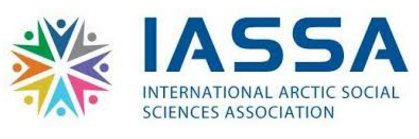 IASSA
INTERNATIONAL ARCTIC SOCIAL
SCIENCES ASSOCIATION